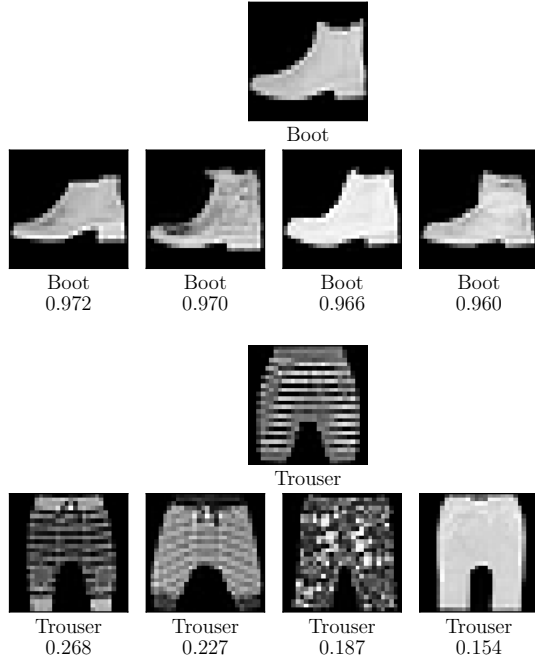 Boot
Boot Boot Boot Boot
0.972 0.970 0.966 0.960
Trouser
Trouser Trouser Trouser Trouser
0.268 0.227 0.187 0.154